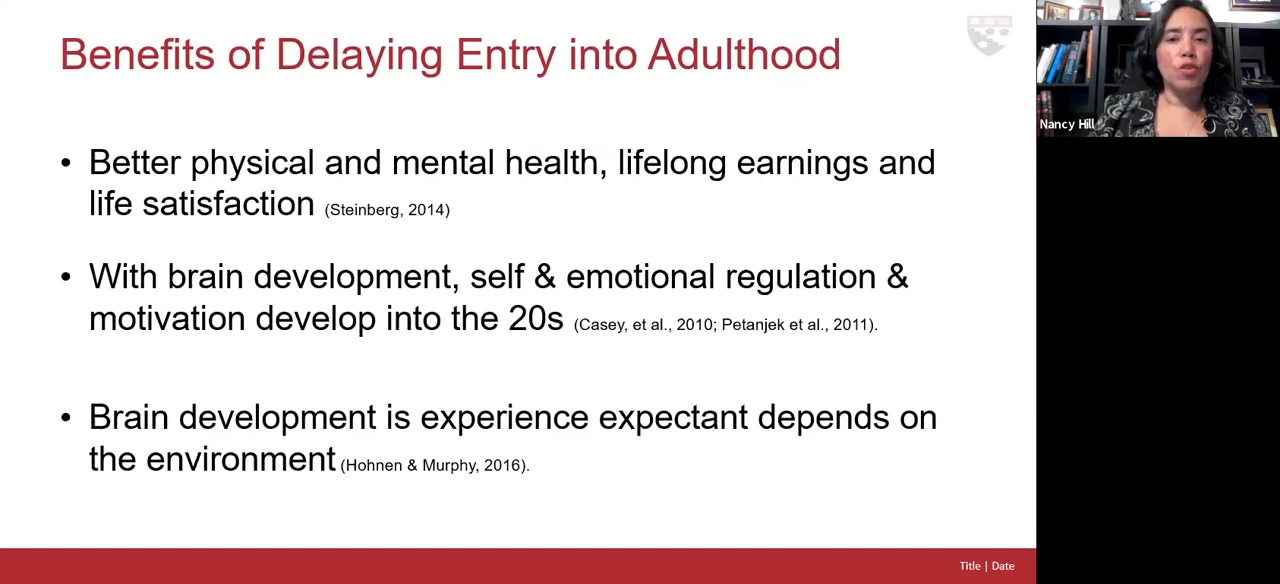 Benefits of Delaying Entry into Adulthood
• Better physical and mental health, lifelong earnings and
life satisfaction (Steinberg, 2014)
• With brain development, self & emotional regulation &
motivation develop into the 20s (Casey, et al., 2010; Petanjek et al., 2011).
• Brain development is experience expectant depends on
the environment (Hohnen & Murphy, 2016).
Title | Date
Nancy Hill